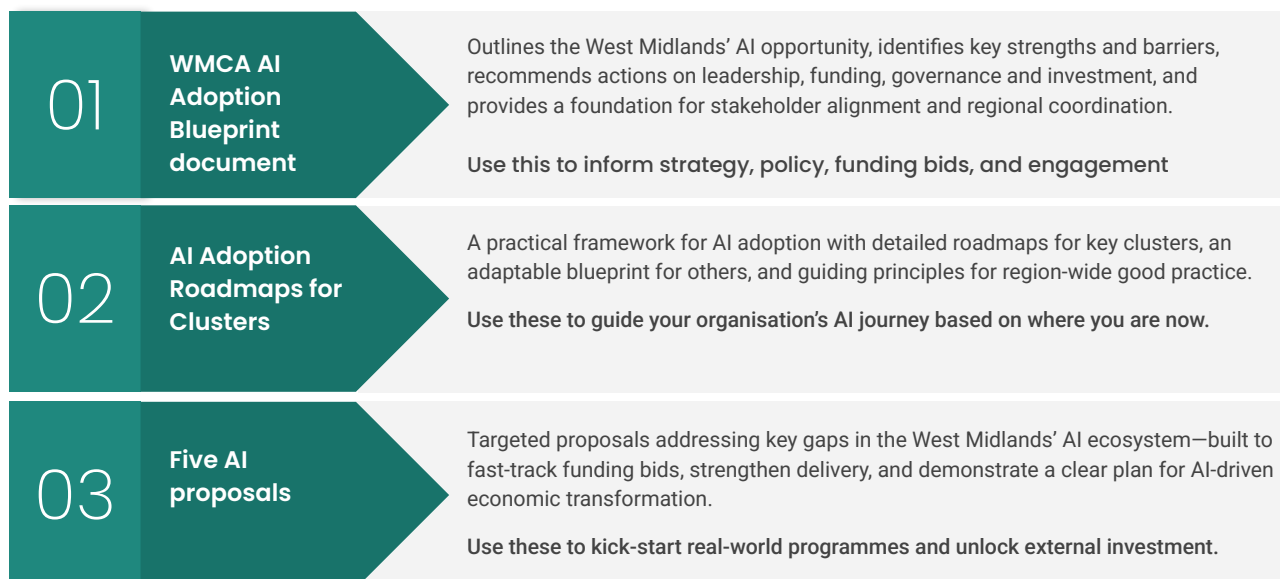 01
WMCA AI
Adoption
Blueprint
document
Outlines the West Midlands’ AI opportunity, identifies key strengths and barriers,
recommends actions on leadership, funding, governance and investment, and
provides a foundation for stakeholder alignment and regional coordination.
Use this to inform strategy, policy, funding bids, and engagement
02
AI Adoption
Roadmaps for
Clusters
A practical framework for AI adoption with detailed roadmaps for key clusters, an
adaptable blueprint for others, and guiding principles for region-wide good practice.
Use these to guide your organisation’s AI journey based on where you are now.
03
Five AI
proposals
Targeted proposals addressing key gaps in the West Midlands’ AI ecosystem—built to
fast-track funding bids, strengthen delivery, and demonstrate a clear plan for AI-driven
economic transformation.
Use these to kick-start real-world programmes and unlock external investment.